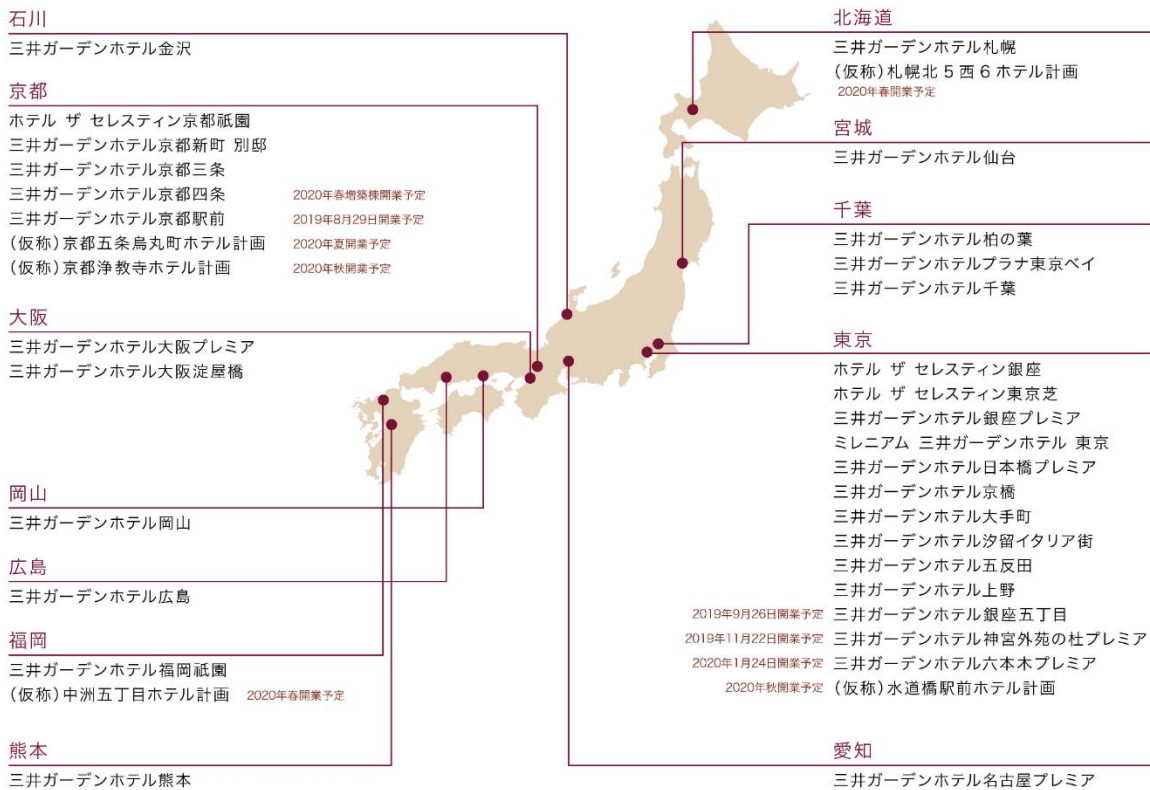 石川
三井ガーデンホテル金沢
京都
ホテル ザ セレスティン京都祇園
三井ガーデンホテル京都新町 別邸
三井ガーデンホテル京都三条
三井ガーデンホテル京都四条 2020年春増築棟開業予定
三井ガーデンホテル京都駅前 2019年8月29日開業予定
(仮称)京都五条烏丸町ホテル計画 2020年夏開業予定
(仮称)京都浄教寺ホテル計画 2020年秋開業予定
大阪
三井ガーデンホテル大阪プレミア
三井ガーデンホテル大阪淀屋橋
岡山
三井ガーデンホテル岡山
広島
三井ガーデンホテル広島
福岡
三井ガーデンホテル福岡祇園
(仮称)中洲五丁目ホテル計画 2020年春開業予定
熊本
三井ガーデンホテル熊本
北海道
三井ガーデンホテル札幌
(仮称)札幌北5西6ホテル計画
2020年春開業予定
宮城
三井ガーデンホテル仙台
千葉
三井ガーデンホテル柏の葉
三井ガーデンホテルプラナ東京ベイ
三井ガーデンホテル千葉
東京
ホテル ザ セレスティン銀座
ホテル ザ セレスティン東京芝
三井ガーデンホテル銀座プレミア
ミレニアム 三井ガーデンホテル 東京
三井ガーデンホテル日本橋プレミア
三井ガーデンホテル京橋
三井ガーデンホテル大手町
三井ガーデンホテル汐留イタリア街
三井ガーデンホテル五反田
三井ガーデンホテル上野
2019年9月26日開業予定 三井ガーデンホテル銀座五丁目
2019年11月22日開業予定 三井ガーデンホテル神宮外苑の杜プレミア
2020年1月24日開業予定 三井ガーデンホテル六本木プレミア
2020年秋開業予定 (仮称)水道橋駅前ホテル計画
愛知
三井ガーデンホテル名古屋プレミア